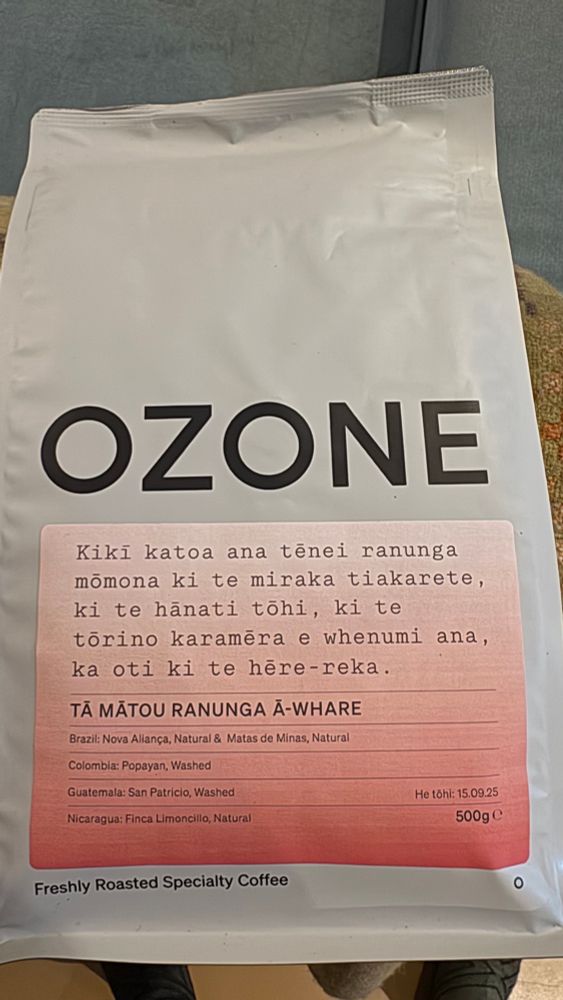 OZONE
Kikī katoa ana tēnei ranunga
mōmona ki te miraka tiakarete,
ki te hānati tōhi, ki te
tōrino karamēra e whenumi ana,
ka oti ki te hēre-reka.
TĀ MĀTOU RANUNGA Ā-WHARE
Brazil: Nova Aliança, Natural & Matas de Minas, Natural
Colombia: Popayan, Washed
Guatemala: San Patricio, Washed
He tōhi: 15.09.25
Nicaragua: Finca Limoncillo, Natural
500g ℮
Freshly Roasted Specialty Coffee
O